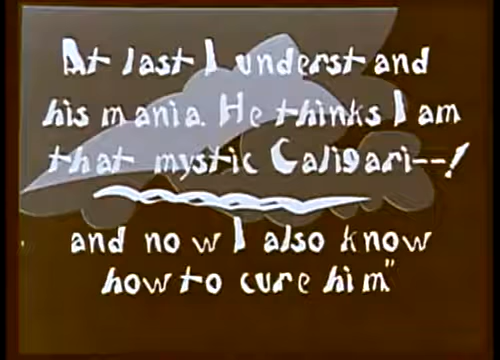 At last I understand
his mania. He thinks I am
that mystic Caligari--!
and now I also know
how to cure him"